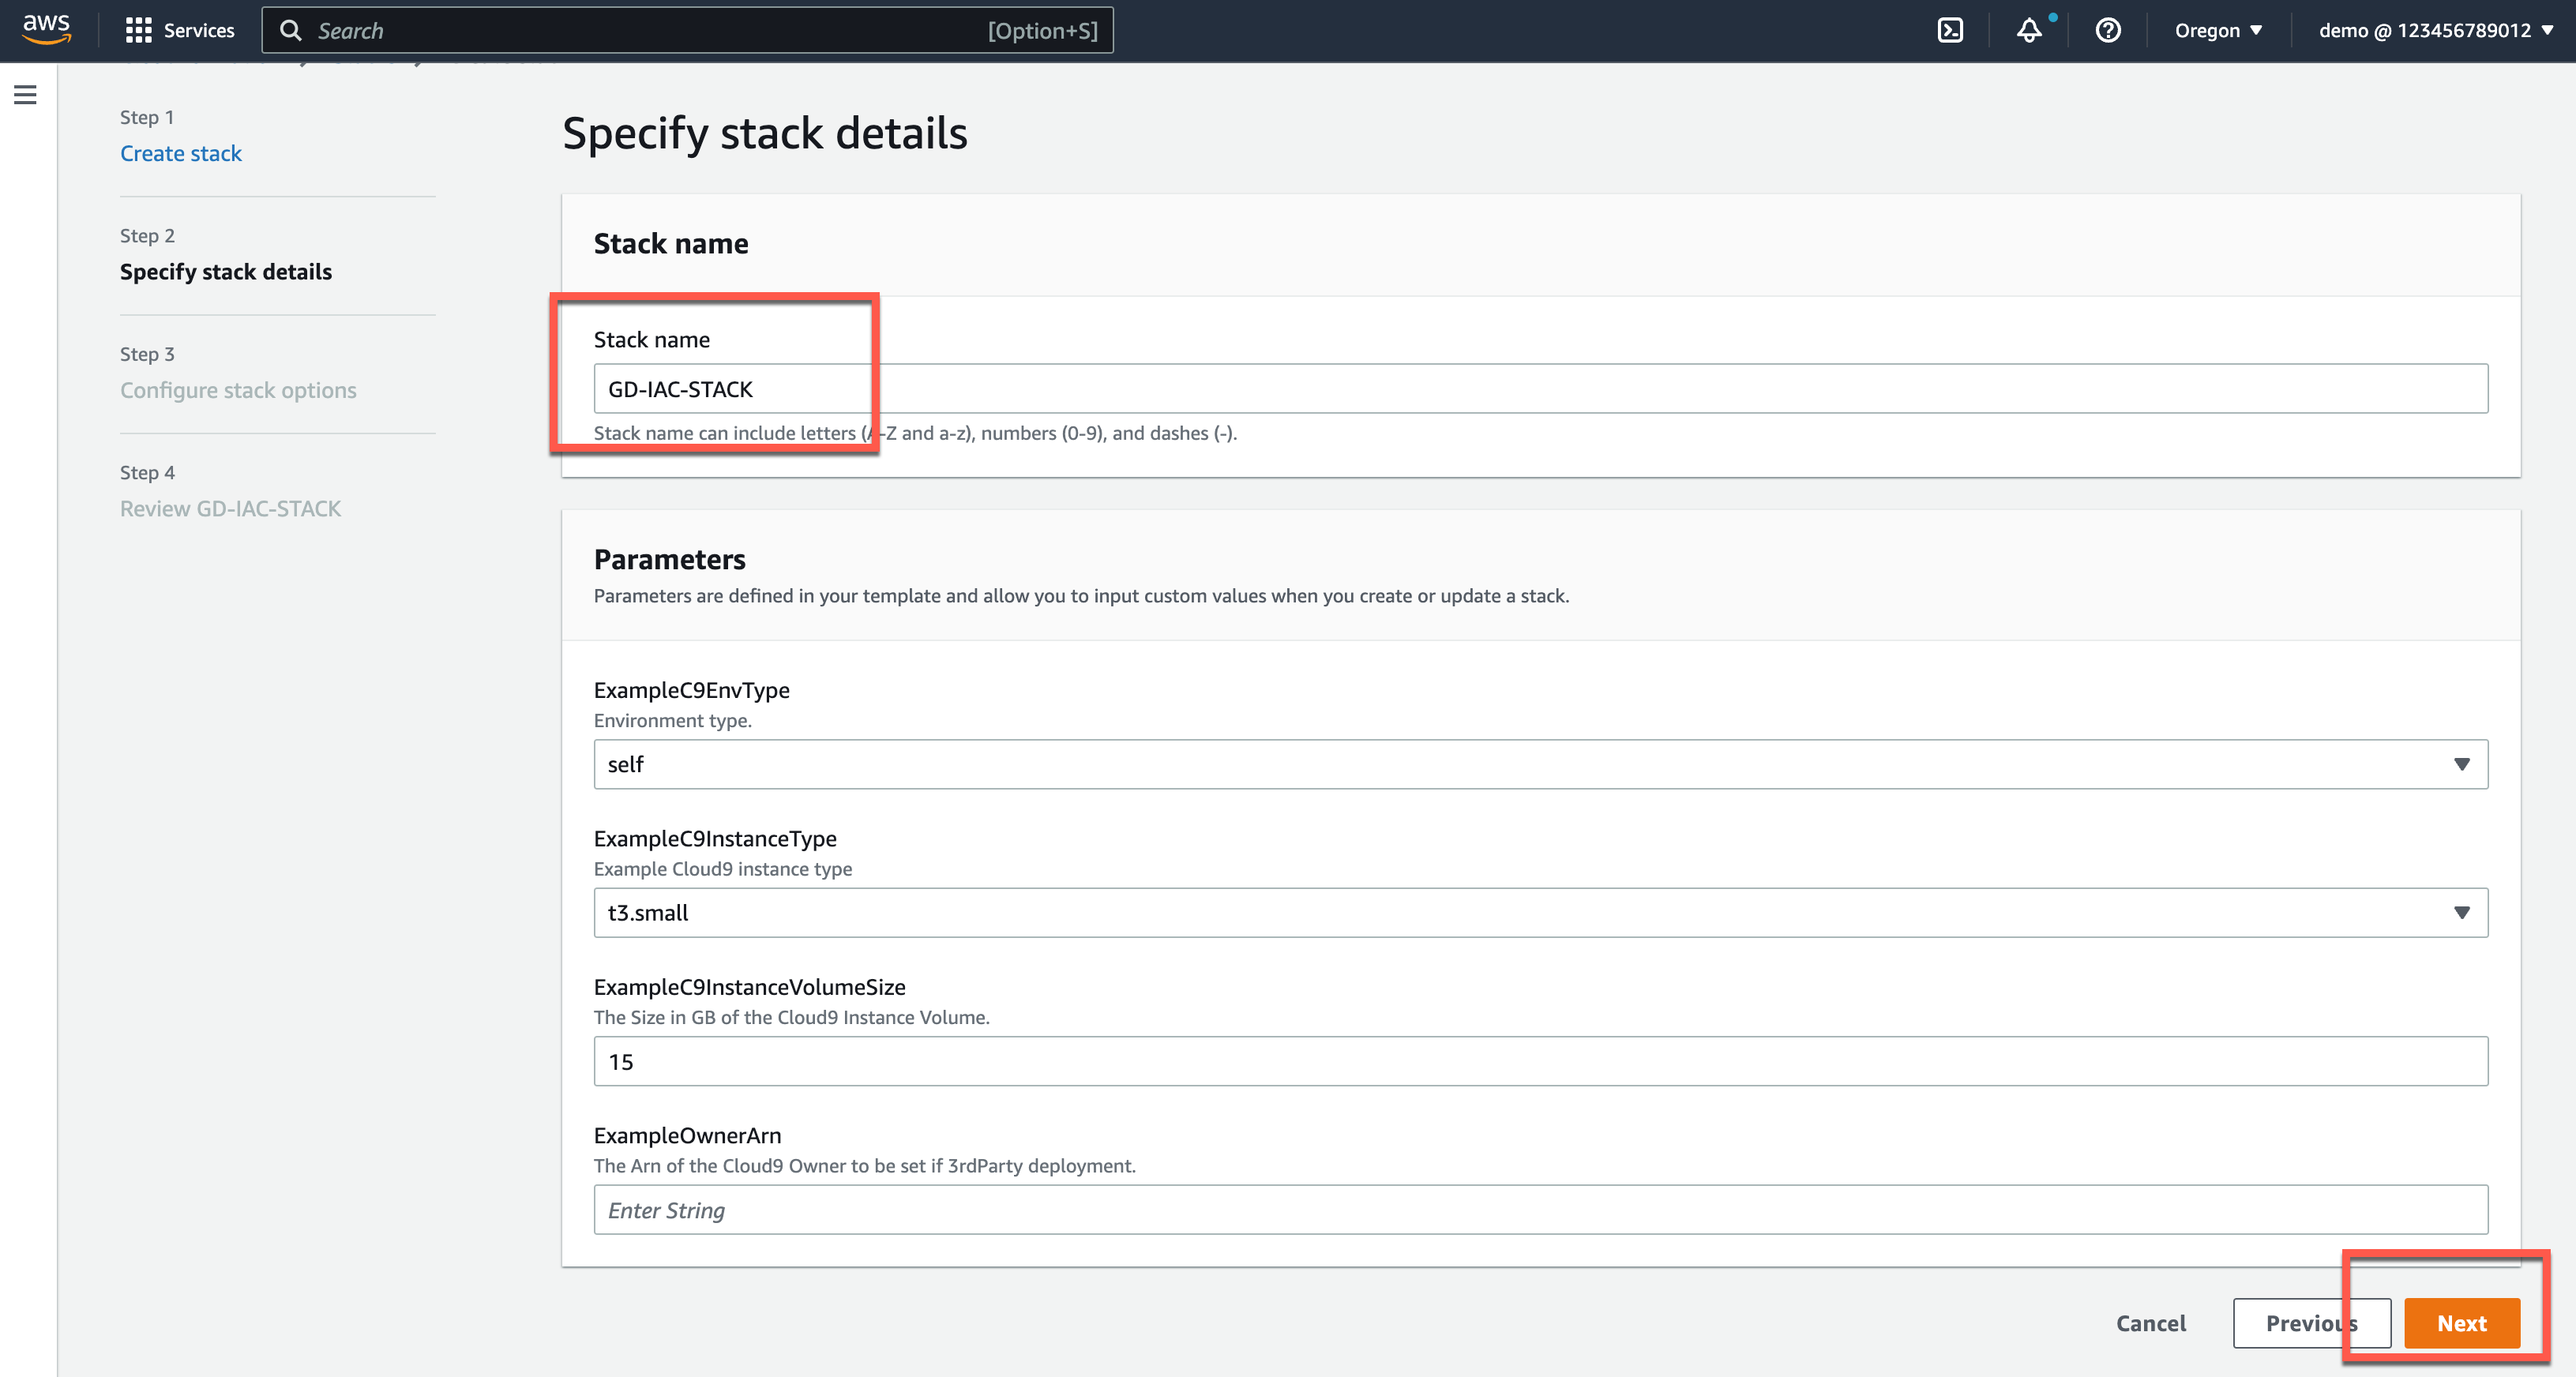 aws
Services
Search
[Option+S]
Oregon
demo @ 123456789012
Step 1
Create stack
Step 2
Specify stack details
Step 3
Configure stack options
Step 4
Review GD-IAC-STACK
Specify stack details
Stack name
Stack name
GD-IAC-STACK
Stack name can include letters (A-Z and a-z), numbers (0-9), and dashes (-).
Parameters
Parameters are defined in your template and allow you to input custom values when you create or update a stack.
ExampleC9EnvType
Environment type.
self
ExampleC9InstanceType
Example Cloud9 instance type
t3.small
ExampleC9InstanceVolumeSize
The Size in GB of the Cloud9 Instance Volume.
15
ExampleOwnerArn
The Arn of the Cloud9 Owner to be set if 3rdParty deployment.
Enter String
Cancel
Previous
Next